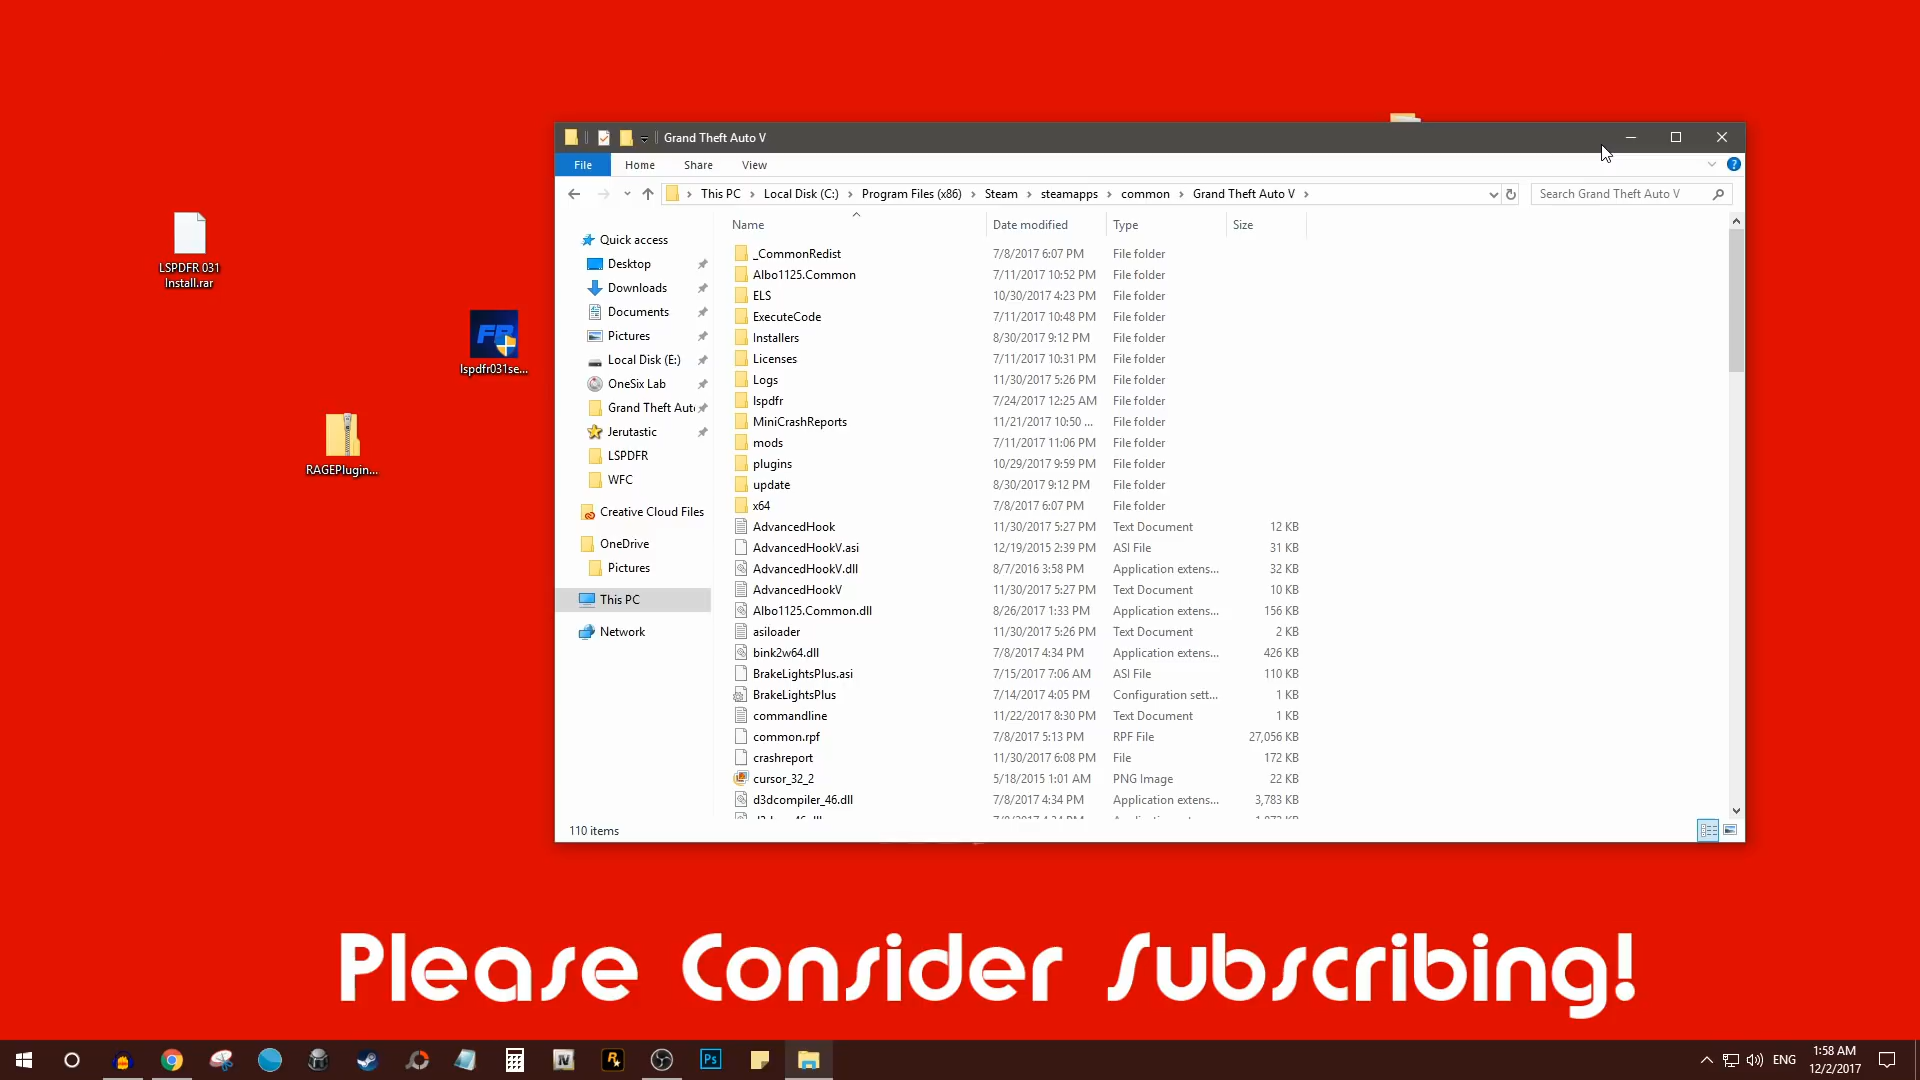 Grand Theft Auto V
File Home Share View
This PC Local Disk (C:) Program Files (x86) Steam steamapps common Grand Theft Auto V
Search Grand Theft Auto V
Name Date modified Type Size
Quick access
Desktop
Downloads
Documents
Pictures
Local Disk (E:)
OneSix Lab
Grand Theft Aut
Jerutastic
LSPDFR
WFC
Creative Cloud Files
OneDrive
Pictures
This PC
Network
_CommonRedist 7/8/2017 6:07 PM File folder
Albo1125.Common 7/11/2017 10:52 PM File folder
ELS 10/30/2017 4:23 PM File folder
ExecuteCode 7/11/2017 10:48 PM File folder
Installers 8/30/2017 9:12 PM File folder
Licenses 7/11/2017 10:31 PM File folder
Logs 11/30/2017 5:26 PM File folder
lspdfr 7/24/2017 12:25 AM File folder
MiniCrashReports 11/21/2017 10:50 ... File folder
mods 7/11/2017 11:06 PM File folder
plugins 10/29/2017 9:59 PM File folder
update 8/30/2017 9:12 PM File folder
x64 7/8/2017 6:07 PM File folder
AdvancedHook 11/30/2017 5:27 PM Text Document 12 KB
AdvancedHookV.asi 12/19/2015 2:39 PM ASI File 31 KB
AdvancedHookV.dll 8/7/2016 3:58 PM Application extens... 32 KB
AdvancedHookV 11/30/2017 5:27 PM Text Document 10 KB
Albo1125.Common.dll 8/26/2017 1:33 PM Application extens... 156 KB
asiloader 11/30/2017 5:26 PM Text Document 2 KB
bink2w64.dll 7/8/2017 4:34 PM Application extens... 426 KB
BrakeLightsPlus.asi 7/15/2017 7:06 AM ASI File 110 KB
BrakeLightsPlus 7/14/2017 4:05 PM Configuration sett... 1 KB
commandline 11/22/2017 8:30 PM Text Document 1 KB
common.rpf 7/8/2017 5:13 PM RPF File 27,056 KB
crashreport 11/30/2017 6:08 PM File 172 KB
cursor_32_2 5/18/2015 1:01 AM PNG Image 22 KB
d3dcompiler_46.dll 7/8/2017 4:34 PM Application extens... 3,783 KB
110 items
LSPDFR 031
Install.rar
FR
lspdfr031se...
RAGEPlugin...
Please Consider Subscribing!
IV
R
Ps
ENG
1:58 AM
12/2/2017